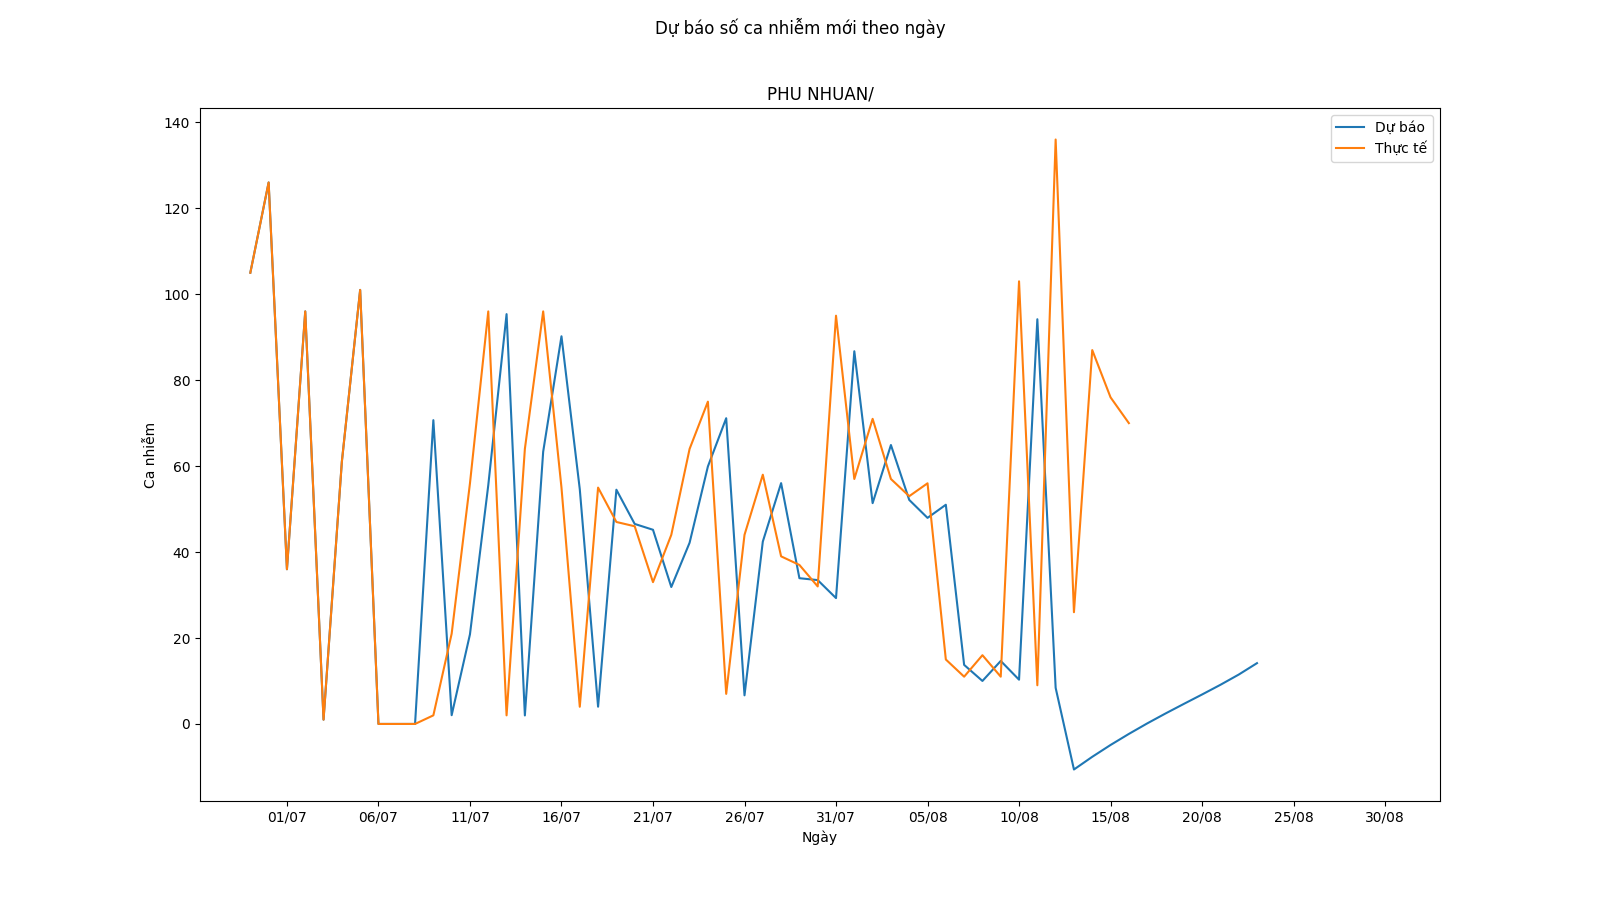 Dự báo số ca nhiễm mới theo ngày
PHU NHUAN/
Dự báo
Thực tế
140
120
100
80
60
40
20
0
Ca nhiễm
01/07 06/07 11/07 16/07 21/07 26/07 31/07 05/08 10/08 15/08 20/08 25/08 30/08
Ngày